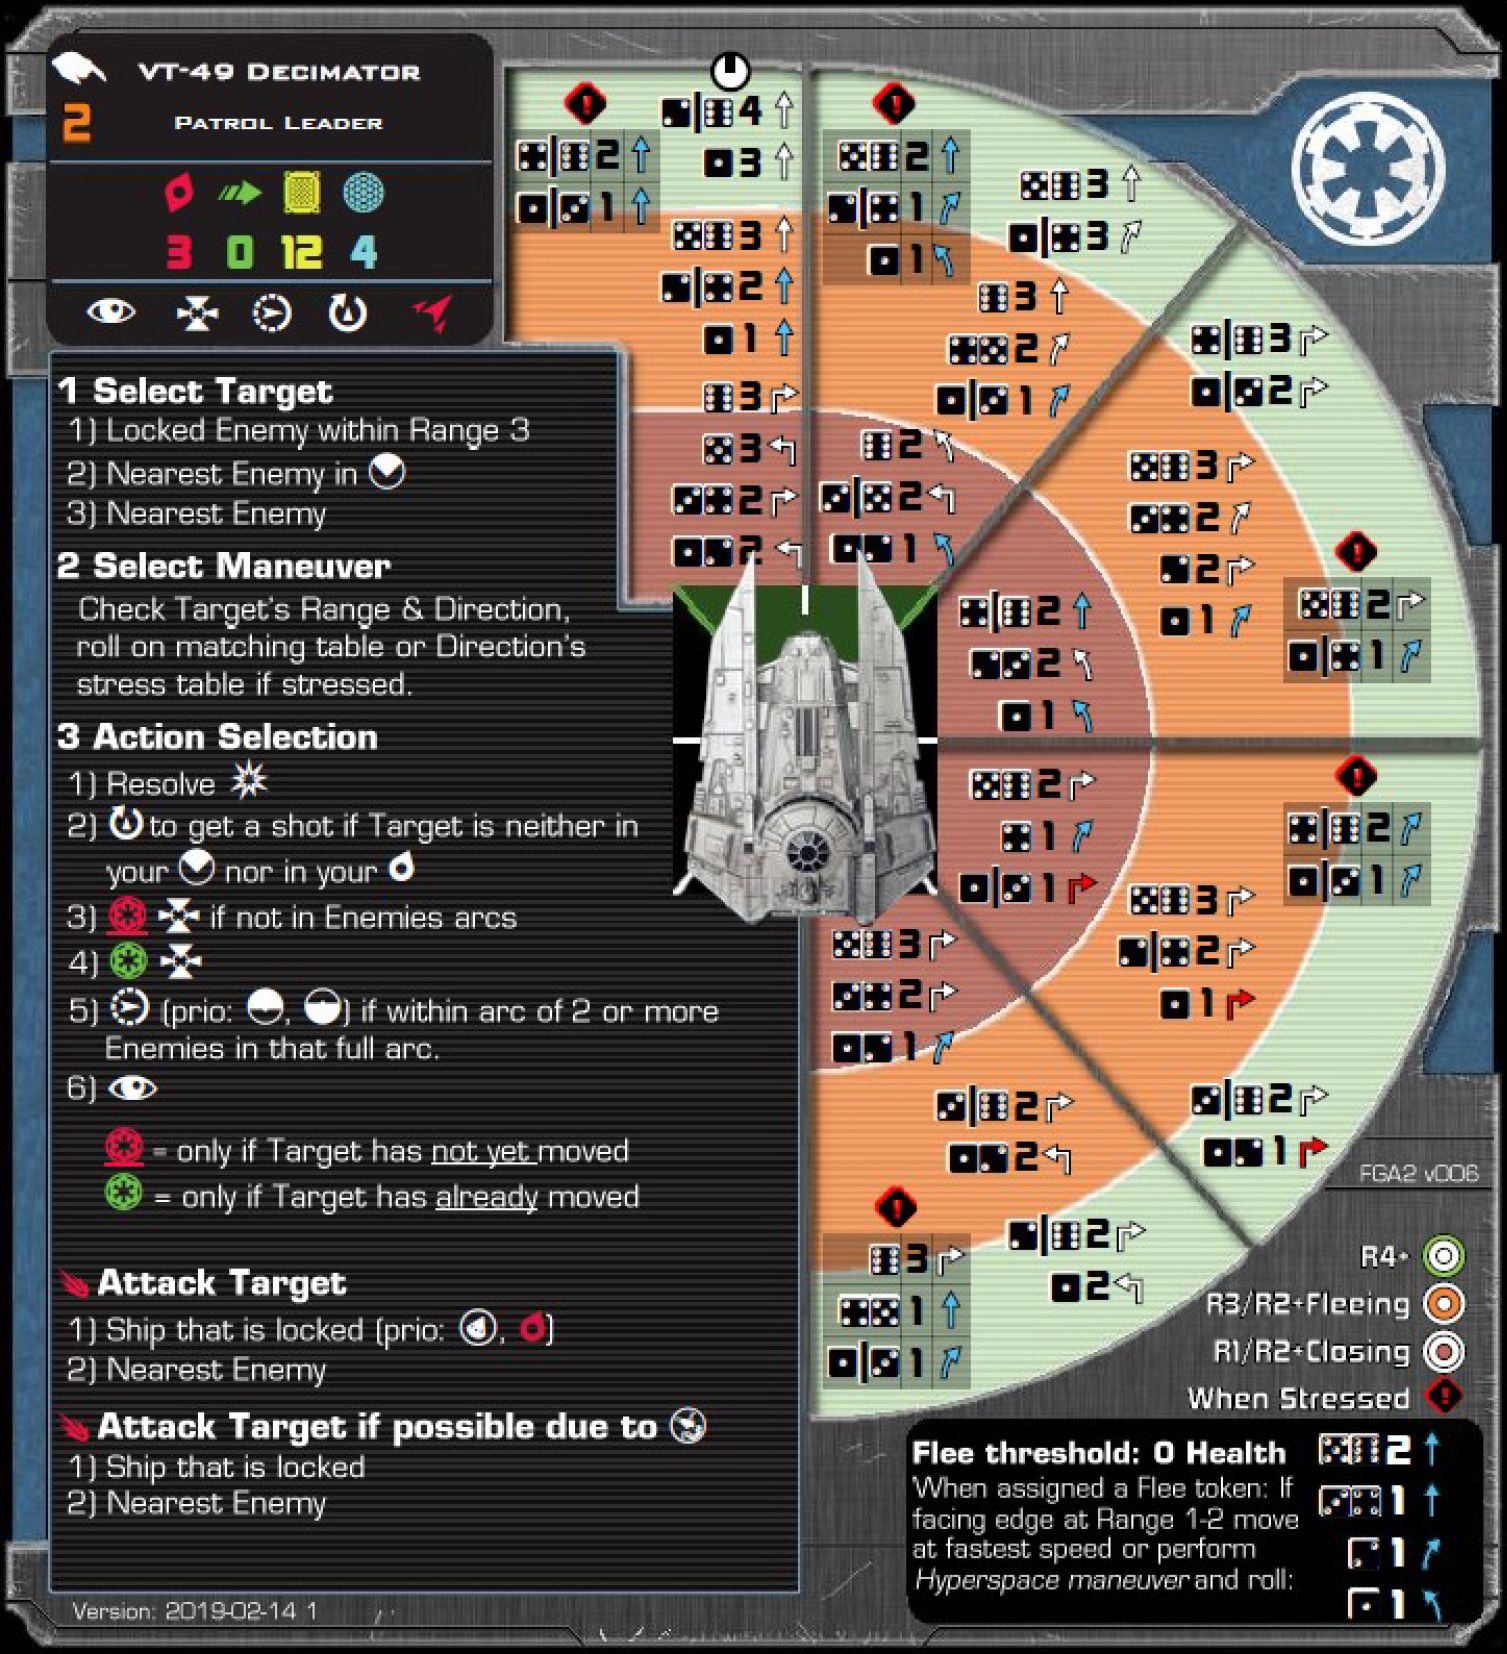 VT-49 DECIMATOR
2
PATROL LEADER
3 0 12 4
1 Select Target
1) Locked Enemy within Range 3
2) Nearest Enemy in
3) Nearest Enemy
2 Select Maneuver
Check Target's Range & Direction,
roll on matching table or Direction's
stress table if stressed.
3 Action Selection
1) Resolve
2) to get a shot if Target is neither in
your nor in your
3) if not in Enemies arcs
4)
5) (prio: , ) if within arc of 2 or more
Enemies in that full arc.
6)
= only if Target has not yet moved
= only if Target has already moved
Attack Target
1) Ship that is locked (prio: , )
2) Nearest Enemy
Attack Target if possible due to
1) Ship that is locked
2) Nearest Enemy
Version: 2019-02-14 1
4
3
2
1
3
2
1
3
3
2
2
2
1
1
3
3
3
2
1
2
2
1
3
2
3
2
2
1
2
1
2
2
1
2
1
1
2
1
3
2
1
2
1
3
2
1
2
2
3
1
1
2
2
FGA2 v006
R4+
R3/R2+Fleeing
R1/R2+Closing
When Stressed
Flee threshold: 0 Health
When assigned a Flee token: If
facing edge at Range 1-2 move
at fastest speed or perform
Hyperspace maneuver and roll:
2
1
1
1